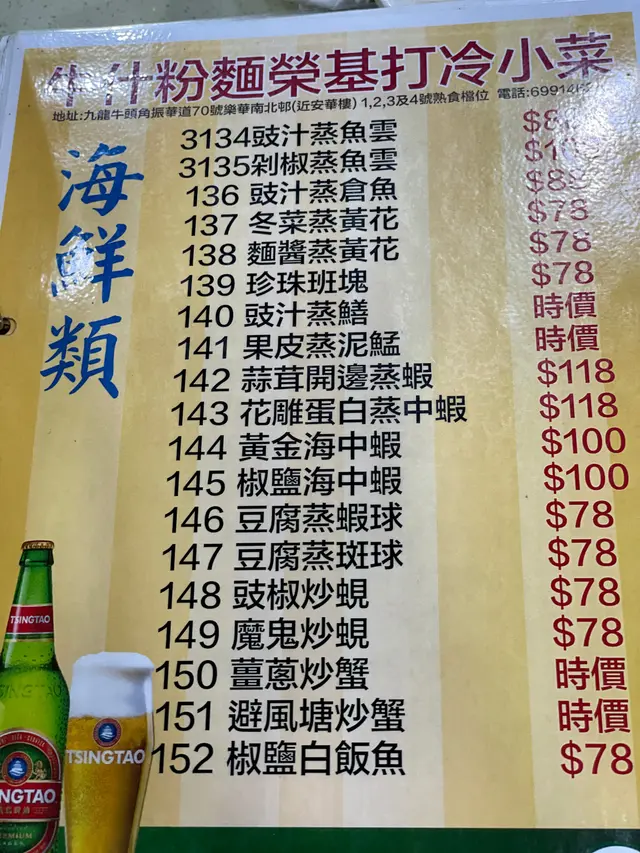 牛什粉麵榮基打冷小菜
地址:九龍牛頭角振華道70號樂華南北邨(近安華樓) 1,2,3及4號熟食檔位 電話:
海鮮類
3134豉汁蒸魚雲
3135剁椒蒸魚雲
136 豉汁蒸倉魚 $88
137 冬菜蒸黃花 $78
138 麵醬蒸黃花 $78
139 珍珠班塊 $78
140 豉汁蒸鱔 時價
141 果皮蒸泥鯭 時價
142 蒜茸開邊蒸蝦 $118
143 花雕蛋白蒸中蝦 $118
144 黃金海中蝦 $100
145 椒鹽海中蝦 $100
146 豆腐蒸蝦球 $78
147 豆腐蒸斑球 $78
148 豉椒炒蜆 $78
149 魔鬼炒蜆 $78
150 薑蔥炒蟹 時價
151 避風塘炒蟹 時價
152 椒鹽白飯魚 $78
TSINGTAO
TSINGTAO